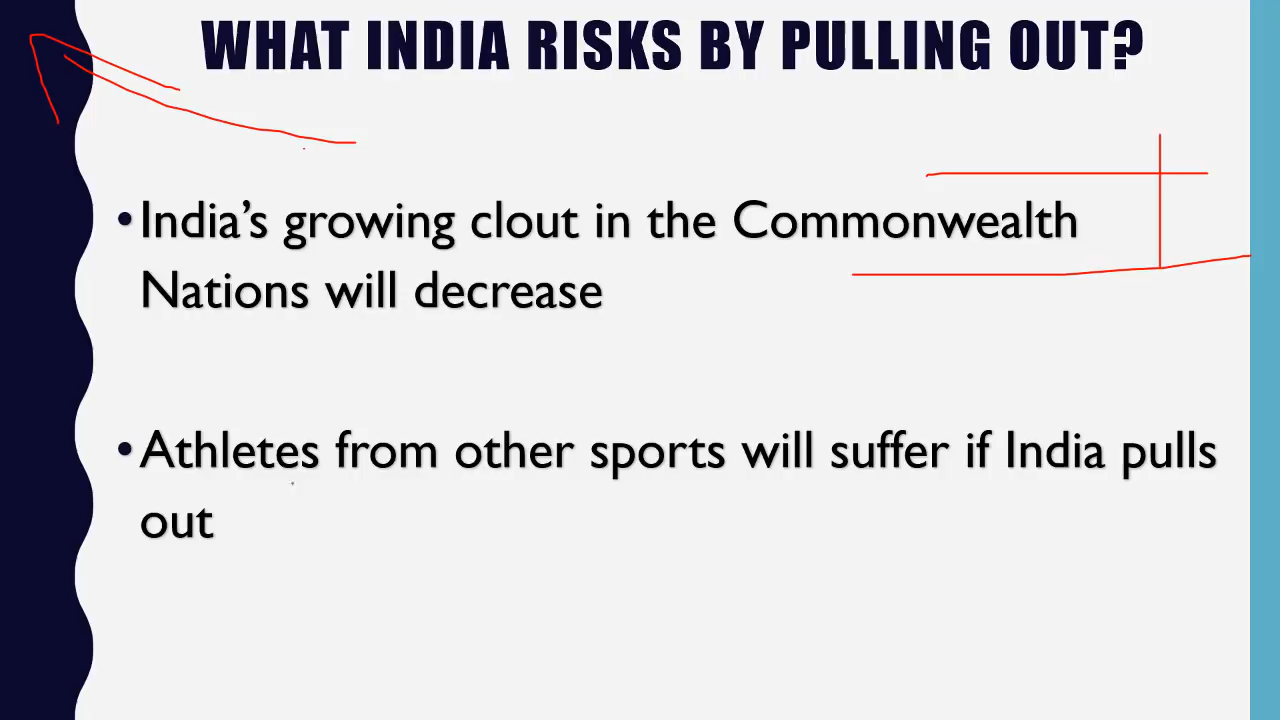 WHAT INDIA RISKS BY PULLING OUT?
•India's growing clout in the Commonwealth
Nations will decrease
•Athletes from other sports will suffer if India pulls
out